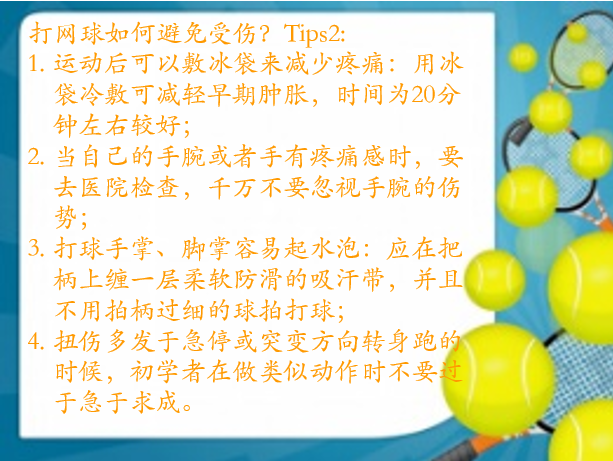 打网球如何避免受伤？Tips2:
1. 运动后可以敷冰袋来减少疼痛：用冰
袋冷敷可减轻早期肿胀，时间为20分
钟左右较好；
2. 当自己的手腕或者手有疼痛感时，要
去医院检查，千万不要忽视手腕的伤
势；
3. 打球手掌、脚掌容易起水泡：应在把
柄上缠一层柔软防滑的吸汗带，并且
不用拍柄过细的球拍打球；
4. 扭伤多发于急停或突变方向转身跑的
时候，初学者在做类似动作时不要过
于急于求成。